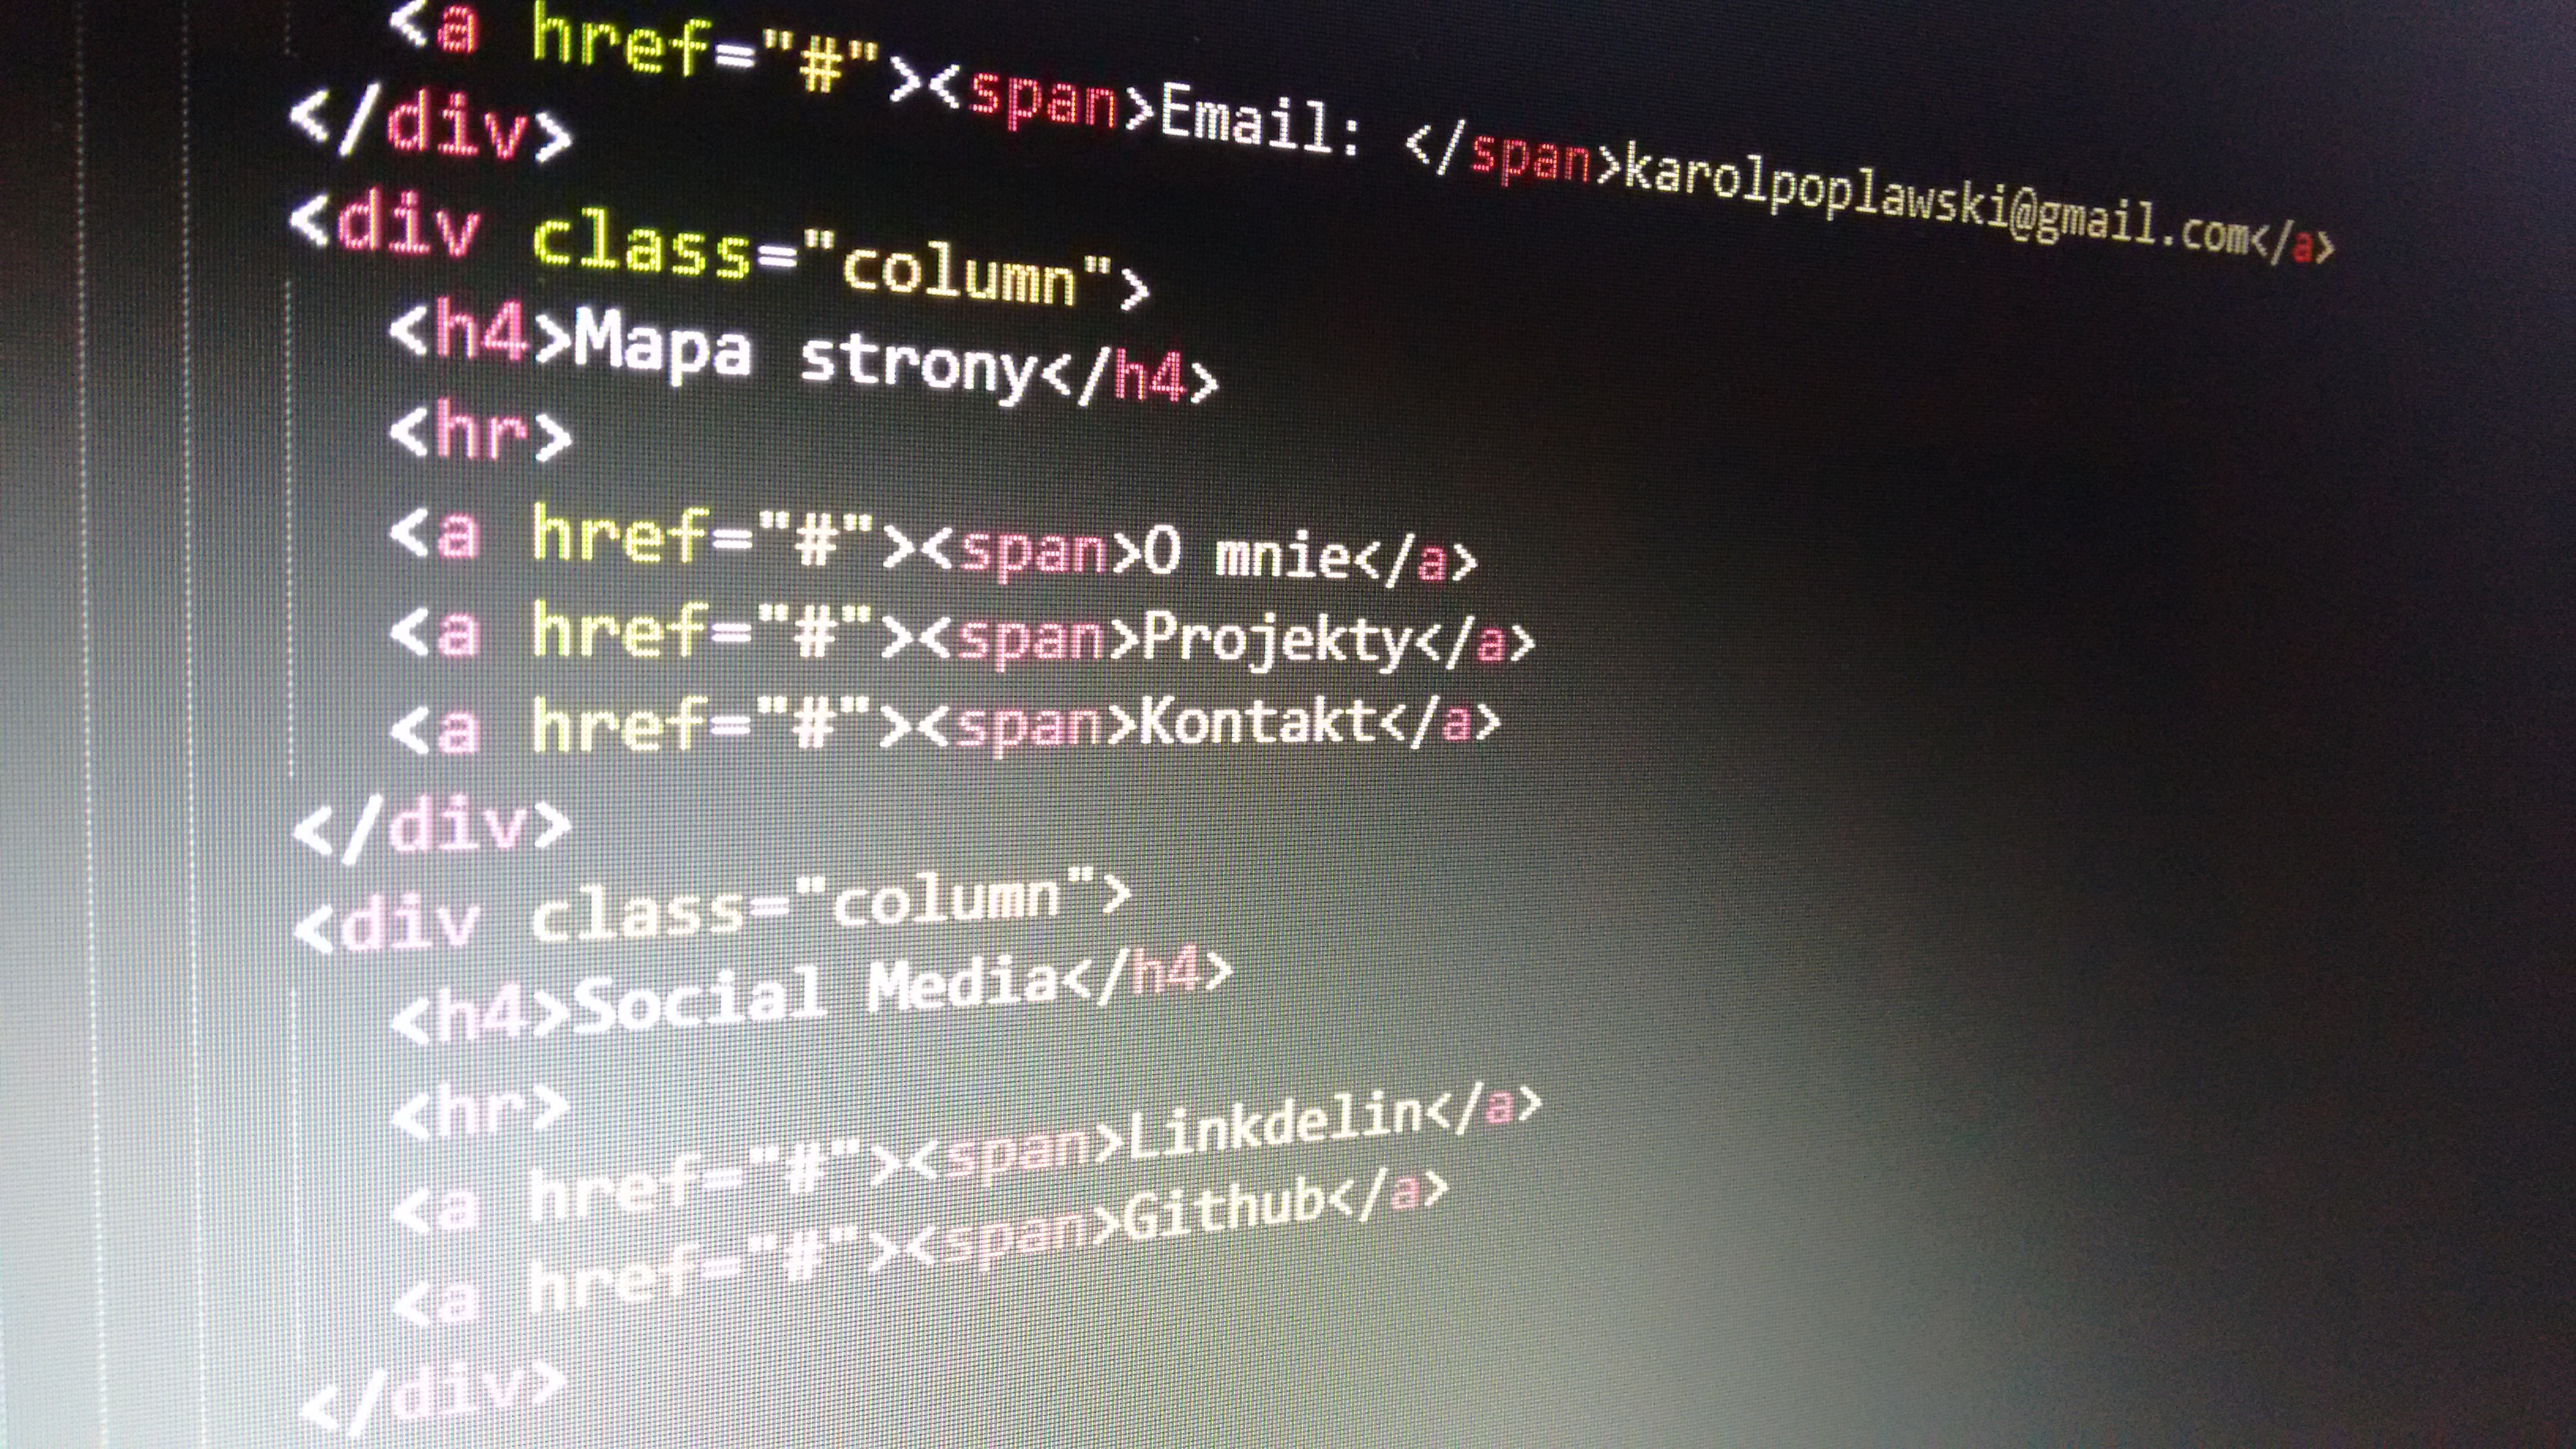 <a href="#"><span>Email: </span>karolpoplawski@gmail.com</a>
</div>
<div class="column">
<h4>Mapa strony</h4>
<hr>
<a href="#"><span>O mnie</a>
<a href="#"><span>Projekty</a>
<a href="#"><span>Kontakt</a>
</div>
<div class="column">
<h4>Social Media</h4>
<hr>
<a href="#"><span>Linkdelin</a>
<a href="#"><span>Github</a>
</div>